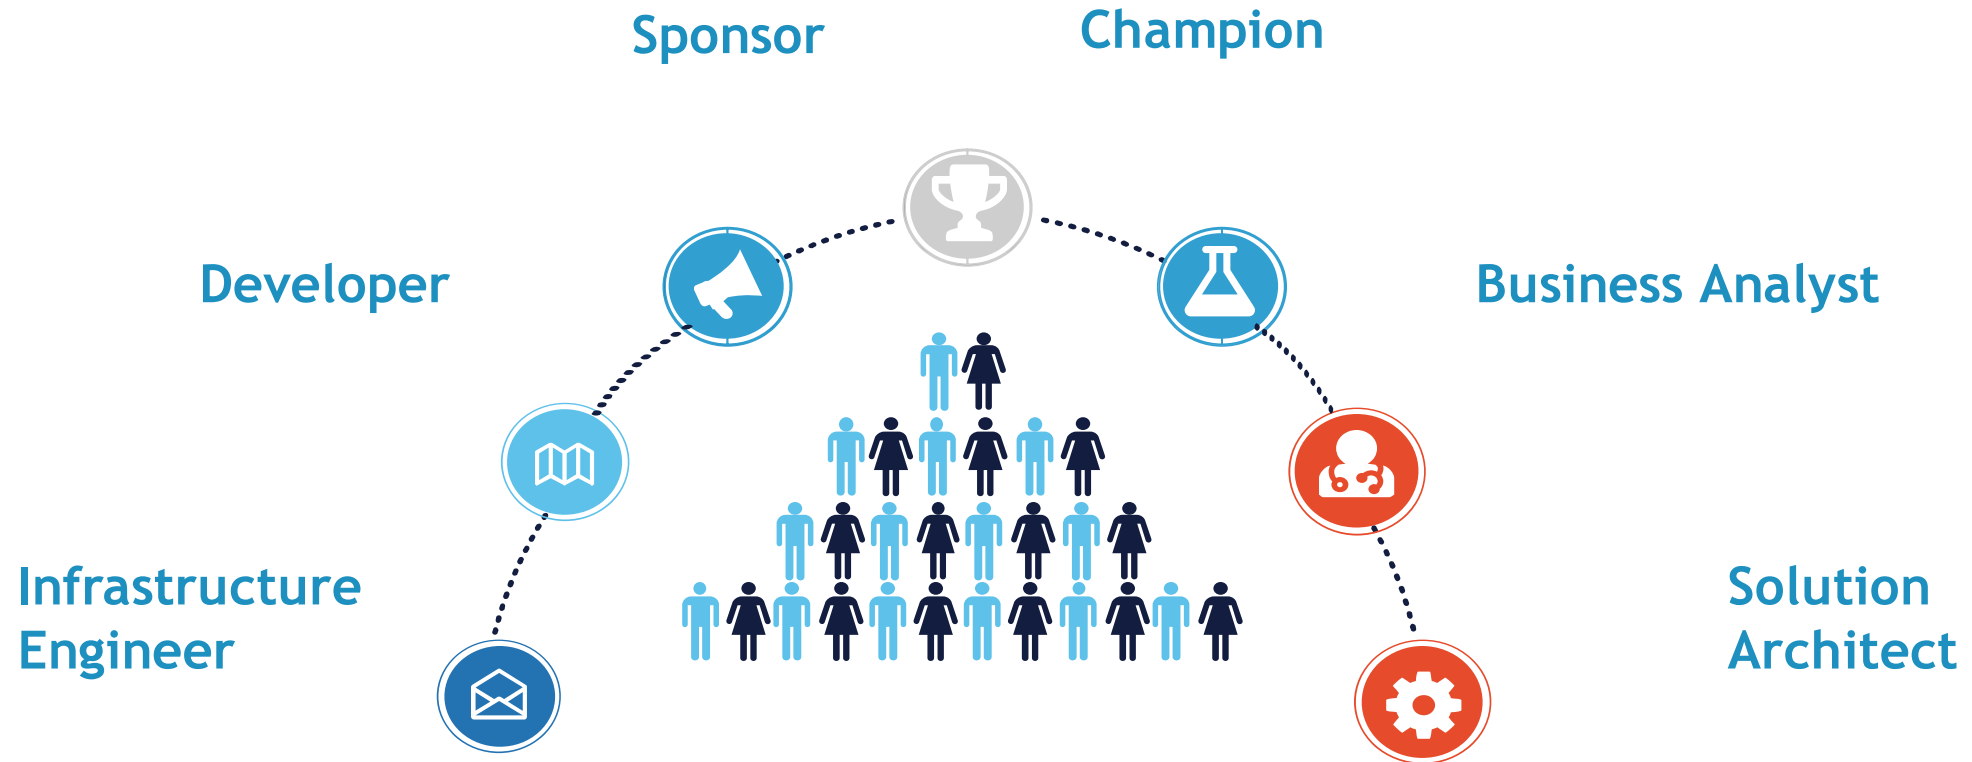 Sponsor
Champion
Developer
Business Analyst
Infrastructure
Engineer
Solution
Architect